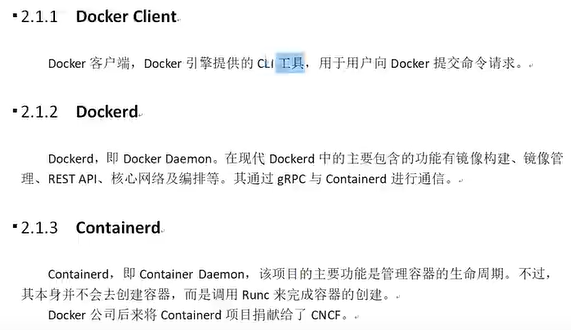 2.1.1 Docker Client
Docker 客户端，Docker 引擎提供的 CLI 工具，用于用户向 Docker 提交命令请求。
2.1.2 Dockerd
Dockerd，即 Docker Daemon。在现代 Dockerd 中的主要包含的功能有镜像构建、镜像管
理、REST API、核心网络及编排等。其通过 gRPC 与 Containerd 进行通信。
2.1.3 Containerd
Containerd，即 Container Daemon，该项目的主要功能是管理容器的生命周期。不过，
其本身并不会去创建容器，而是调用 Runc 来完成容器的创建。
Docker 公司后来将 Containerd 项目捐献给了 CNCF。